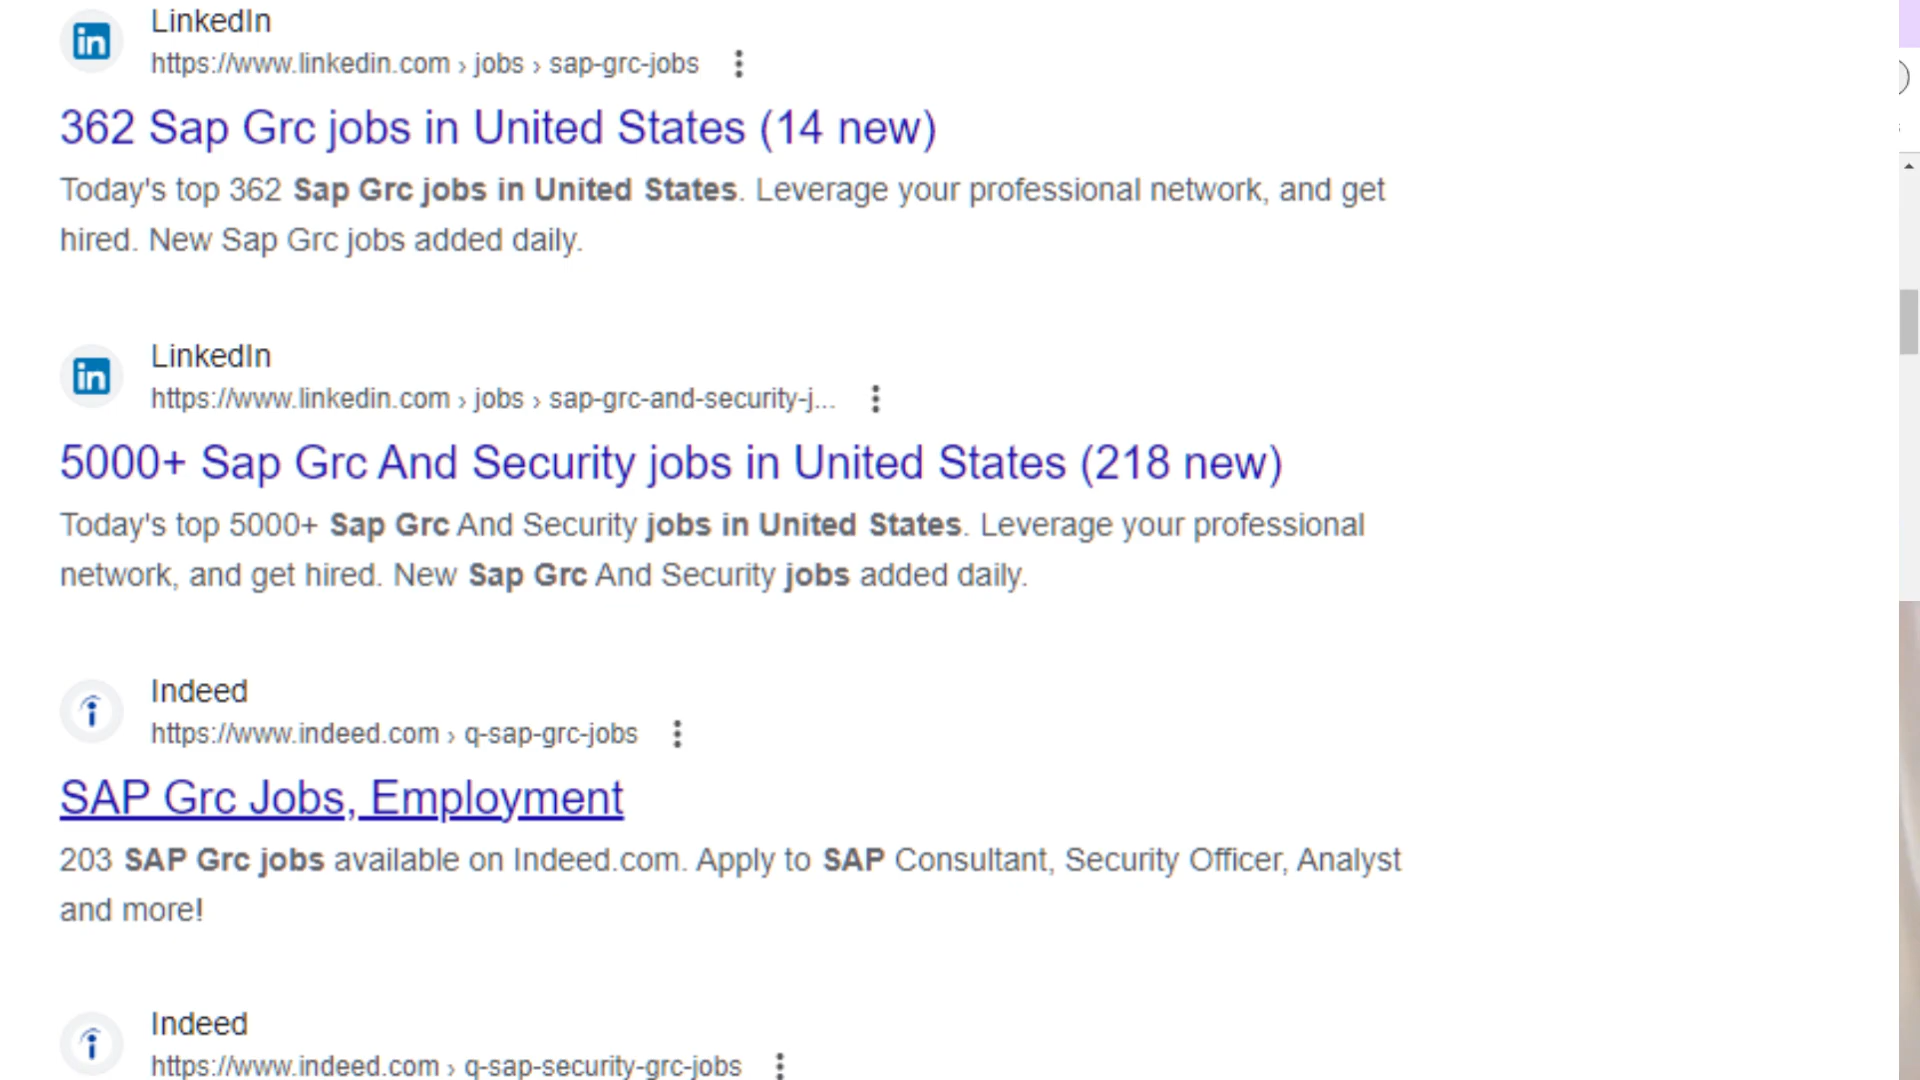 LinkedIn
https://www.linkedin.com › jobs › sap-grc-jobs
362 Sap Grc jobs in United States (14 new)
Today's top 362 Sap Grc jobs in United States. Leverage your professional network, and get
hired. New Sap Grc jobs added daily.
LinkedIn
https://www.linkedin.com › jobs › sap-grc-and-security-j...
5000+ Sap Grc And Security jobs in United States (218 new)
Today's top 5000+ Sap Grc And Security jobs in United States. Leverage your professional
network, and get hired. New Sap Grc And Security jobs added daily.
Indeed
https://www.indeed.com › q-sap-grc-jobs
SAP Grc Jobs, Employment
203 SAP Grc jobs available on Indeed.com. Apply to SAP Consultant, Security Officer, Analyst
and more!
Indeed
https://www.indeed.com › q-sap-security-grc-jobs